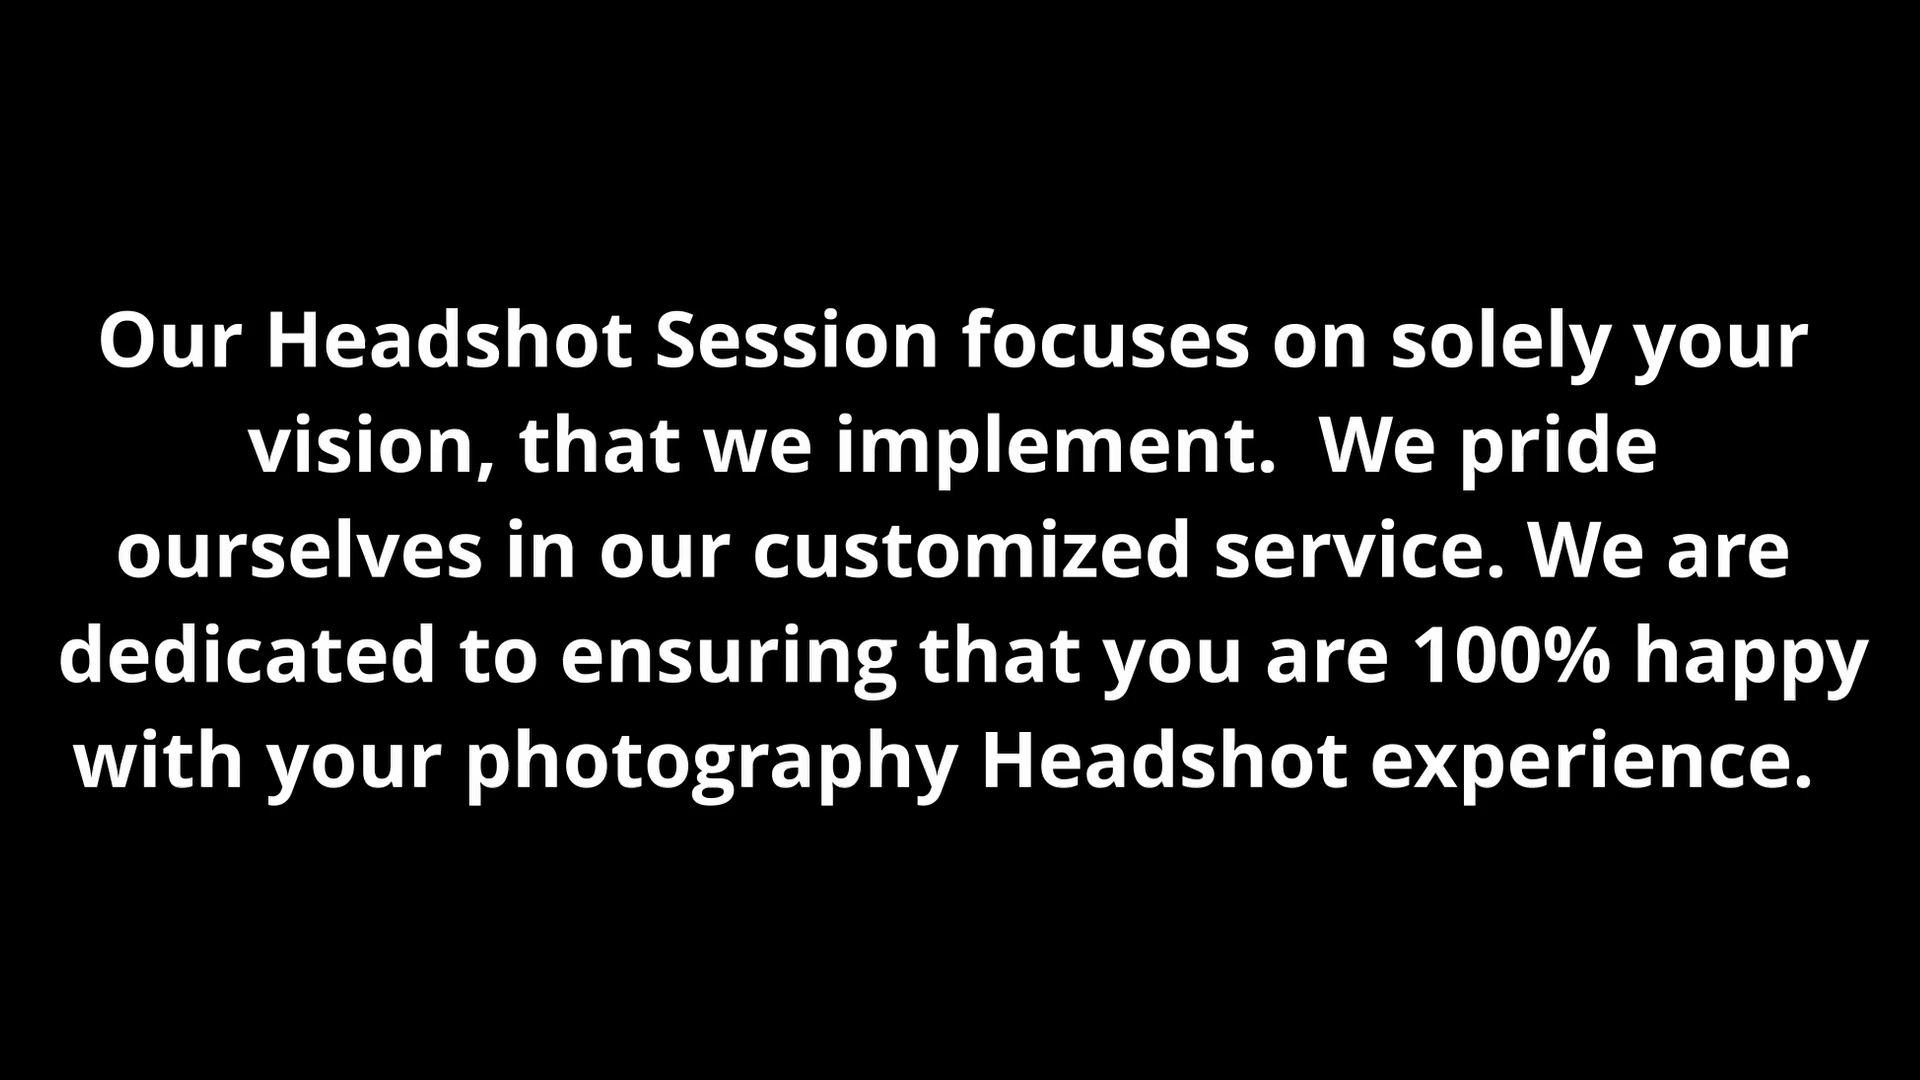 Our Headshot Session focuses on solely your
vision, that we implement.  We pride
ourselves in our customized service. We are
dedicated to ensuring that you are 100% happy
with your photography Headshot experience.